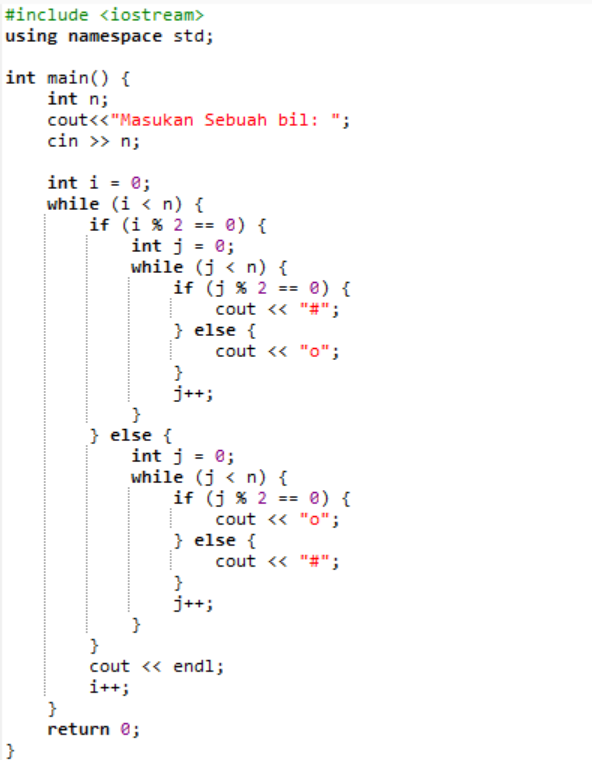 #include <iostream>
using namespace std;

int main() {
    int n;
    cout<<"Masukan Sebuah bil: ";
    cin >> n;

    int i = 0;
    while (i < n) {
        if (i % 2 == 0) {
            int j = 0;
            while (j < n) {
                if (j % 2 == 0) {
                    cout << "#";
                } else {
                    cout << "o";
                }
                j++;
            }
        } else {
            int j = 0;
            while (j < n) {
                if (j % 2 == 0) {
                    cout << "o";
                } else {
                    cout << "#";
                }
                j++;
            }
        }
        cout << endl;
        i++;
    }
    return 0;
}